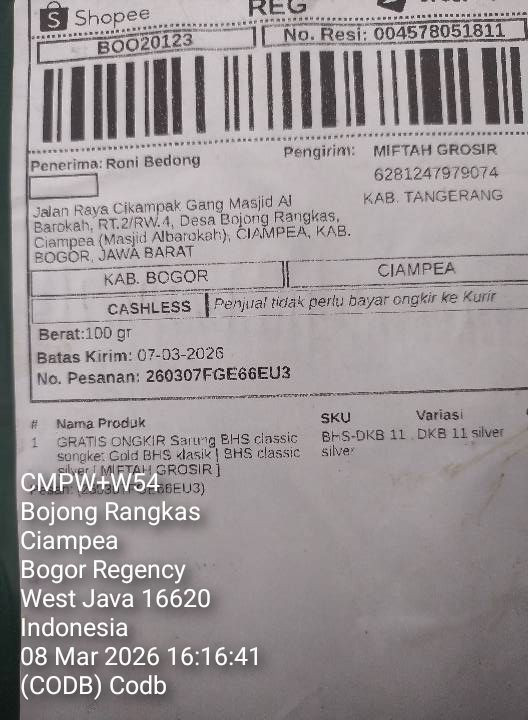 Shopee
REG
BOO20123
No. Resi: 004578051811
Penerima: Roni Bedong
Pengirim: MIFTAH GROSIR
6281247979074
KAB. TANGERANG
Jalan Raya Cikampak Gang Masjid Al
Barokah, RT.2/RW.4, Desa Bojong Rangkas,
Ciampea (Masjid Albarokah), CIAMPEA, KAB.
BOGOR, JAWA BARAT
KAB. BOGOR
CIAMPEA
CASHLESS
Penjual tidak perlu bayar ongkir ke Kurir
Berat:100 gr
Batas Kirim: 07-03-2026
No. Pesanan: 260307FGE66EU3
# Nama Produk SKU Variasi
1 GRATIS ONGKIR Sarung BHS classic BHS-DKB 11 DKB 11 silver
songket Gold BHS klasik | BHS classic silver
silver [ MIFTAH GROSIR ]
CMPW+W54
Bojong Rangkas
Ciampea
Bogor Regency
West Java 16620
Indonesia
08 Mar 2026 16:16:41
(CODB) Codb